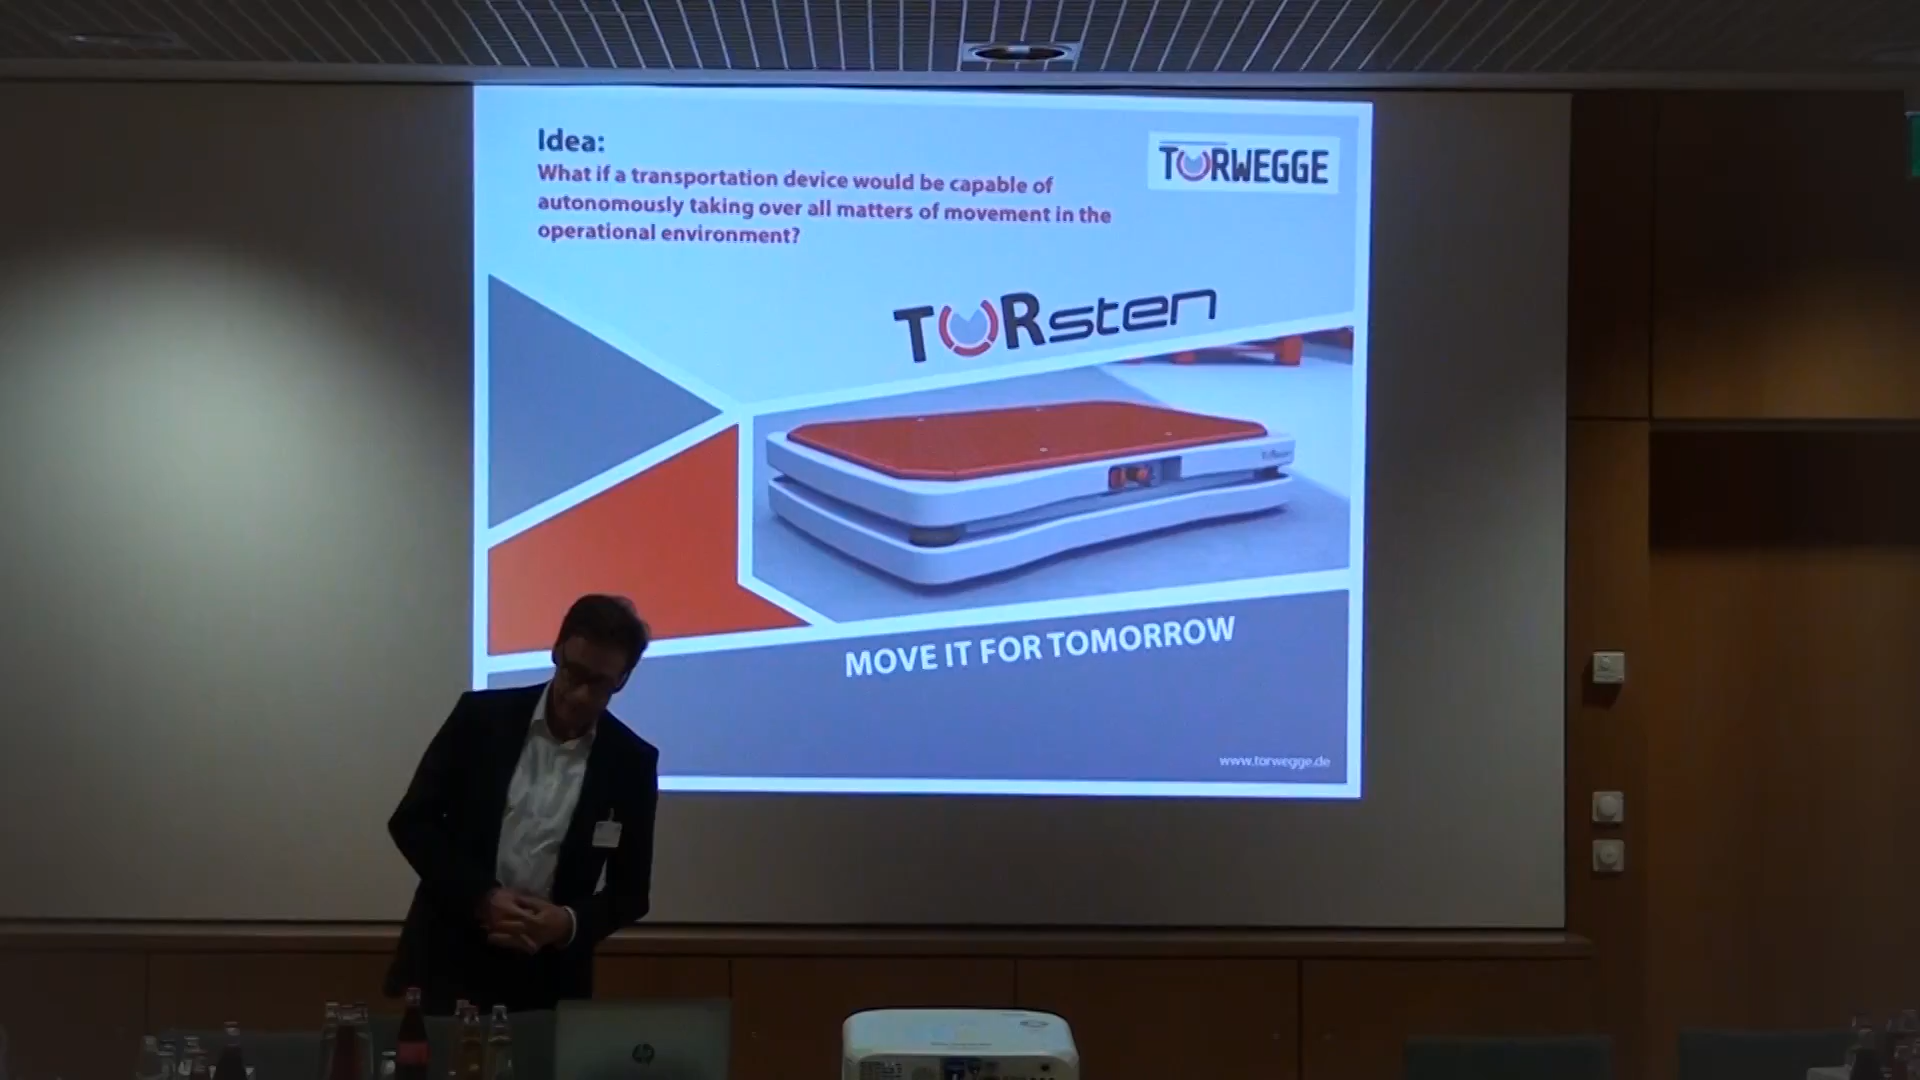 Idea:
What if a transportation device would be capable of
autonomously taking over all matters of movement in the
operational environment?
TORWEGGE
TORsten
MOVE IT FOR TOMORROW
www.torwegge.de
hp